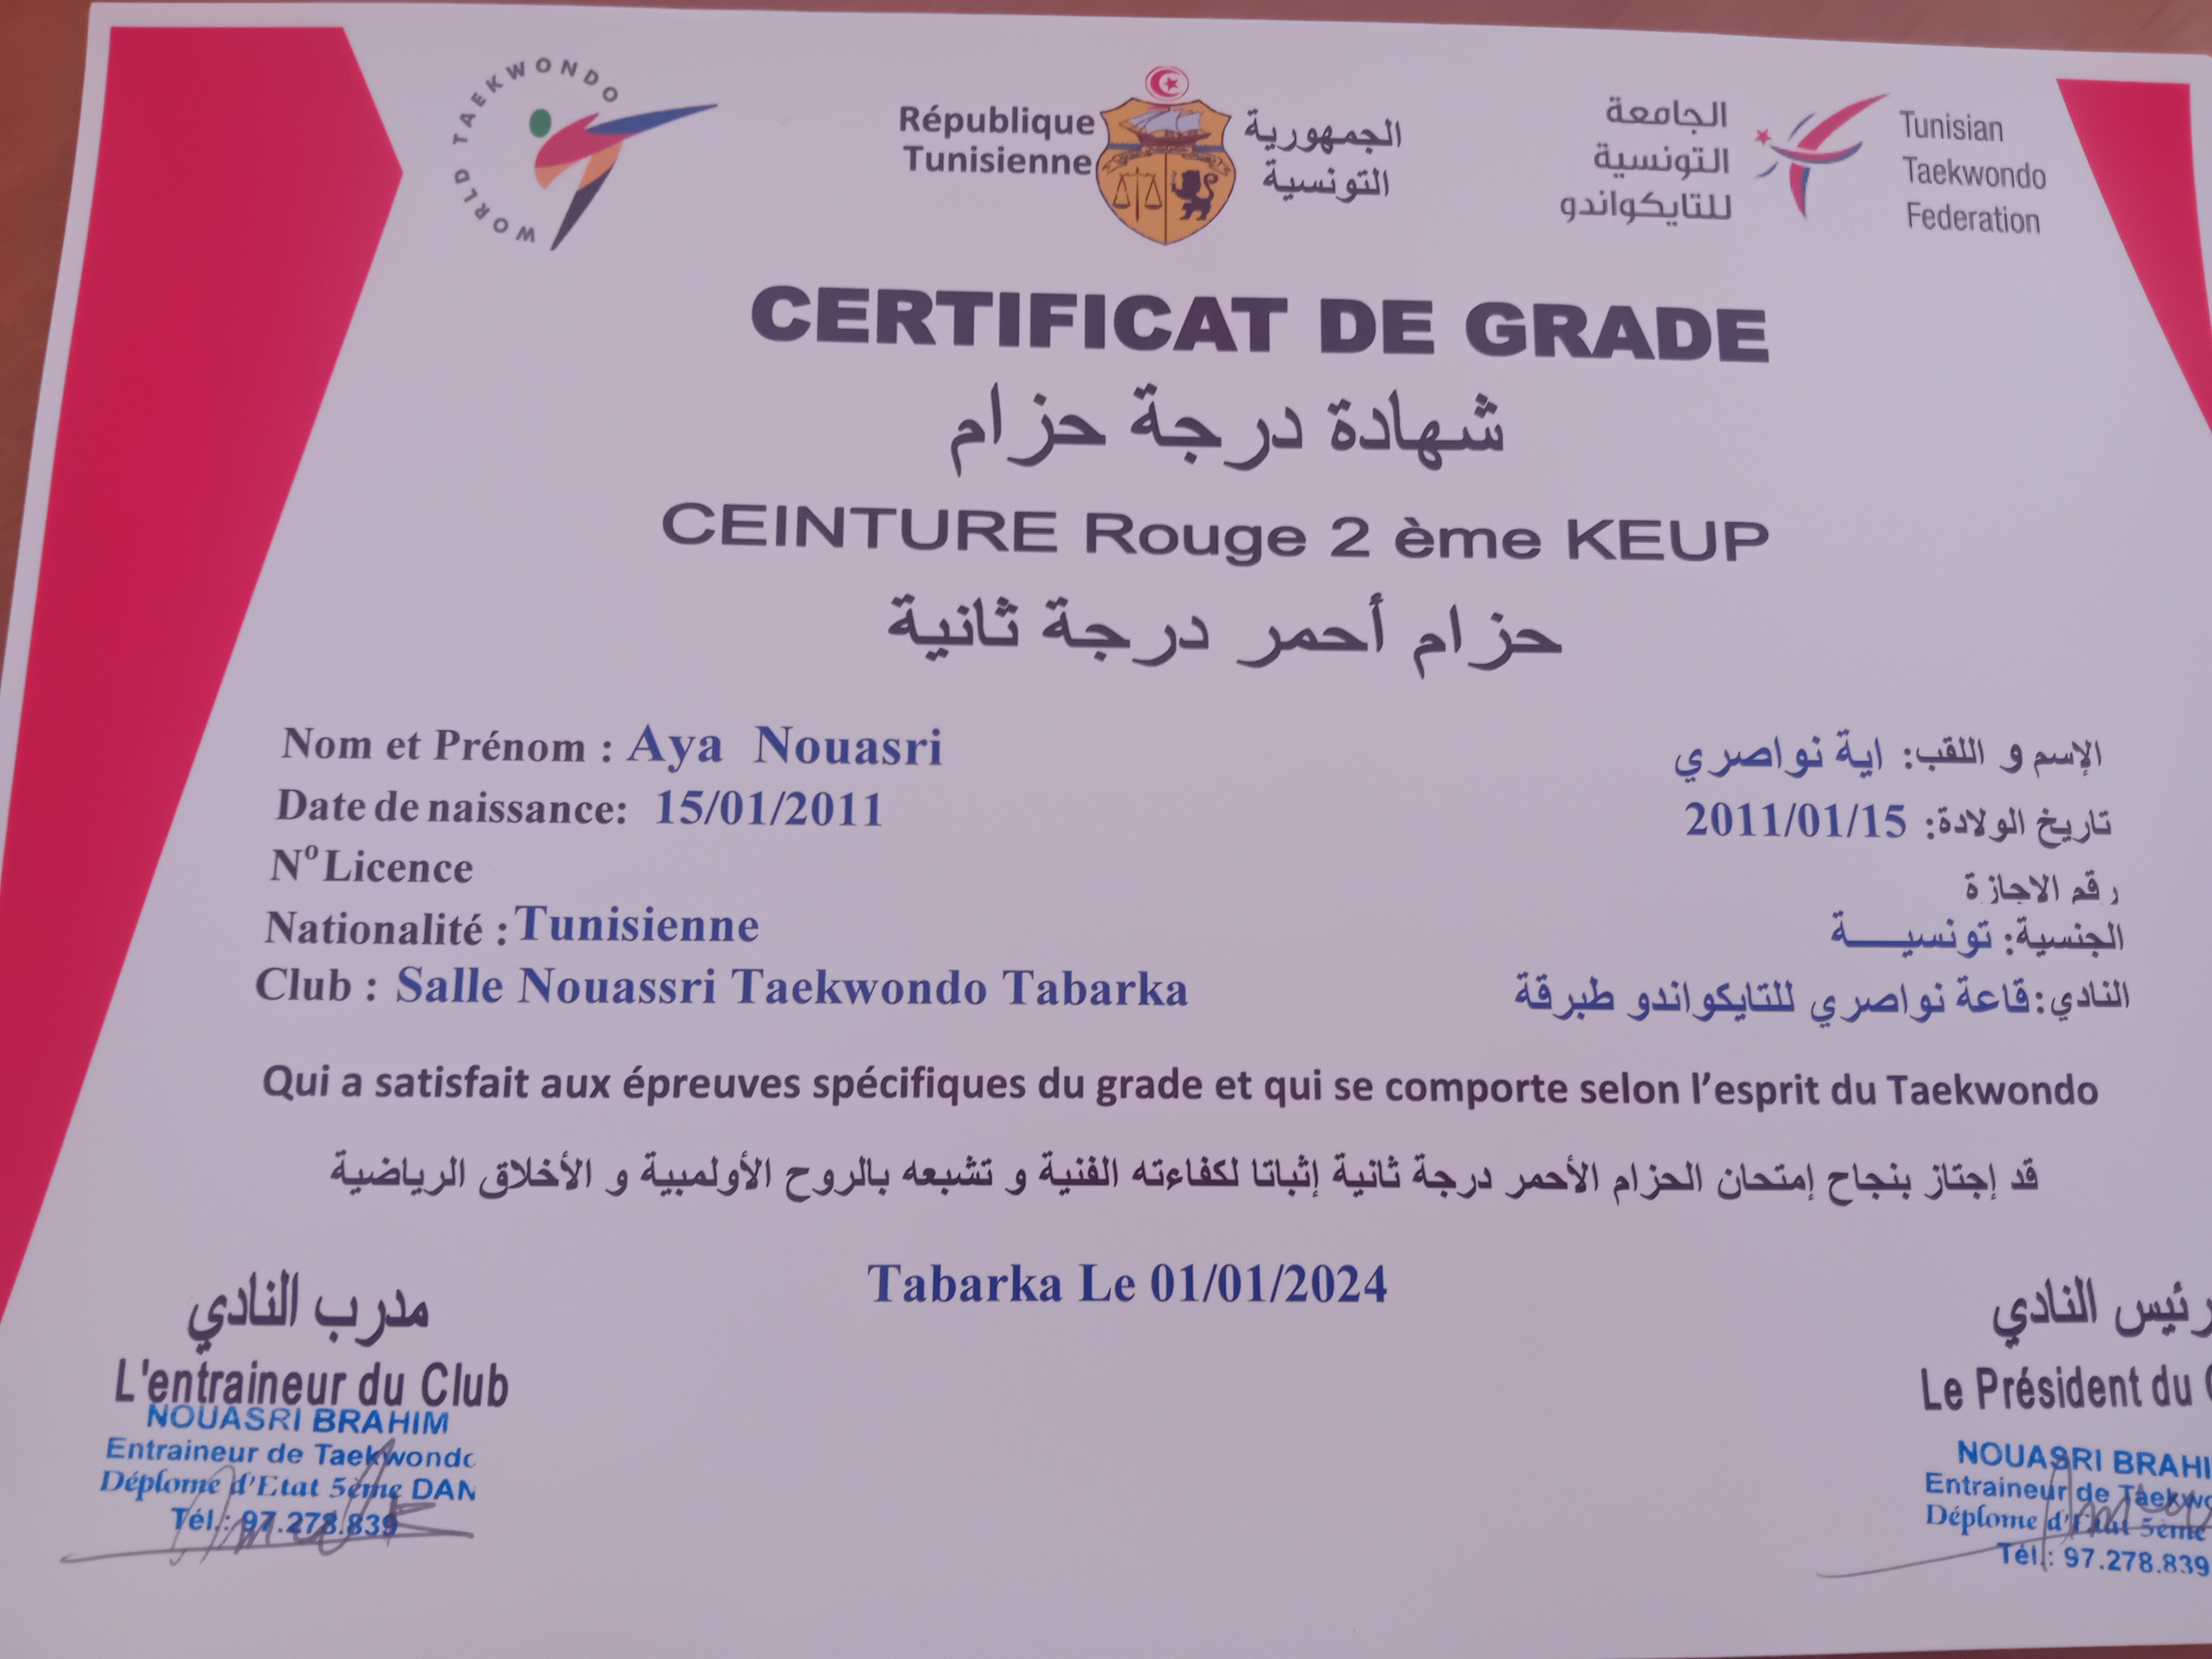 WORLD TAEKWONDO
République
Tunisienne
الجمهورية
التونسية
الجامعة
التونسية
للتايكواندو
Tunisian
Taekwondo
Federation
CERTIFICAT DE GRADE
شهادة درجة حزام
CEINTURE Rouge 2 ème KEUP
حزام أحمر درجة ثانية
Nom et Prénom : Aya Nouasri
الإسم و اللقب: اية نواصري
Date de naissance: 15/01/2011
تاريخ الولادة: 2011/01/15
N° Licence
رقم الاجازة
Nationalité : Tunisienne
الجنسية: تونسيـــــة
Club : Salle Nouassri Taekwondo Tabarka
النادي: قاعة نواصري للتايكواندو طبرقة
Qui a satisfait aux épreuves spécifiques du grade et qui se comporte selon l’esprit du Taekwondo
قد إجتاز بنجاح إمتحان الحزام الأحمر درجة ثانية إثباتا لكفاءته الفنية و تشبعه بالروح الأولمبية و الأخلاق الرياضية
Tabarka Le 01/01/2024
مدرب النادي
L'entraineur du Club
NOUASRI BRAHIM
Entraineur de Taekwondo
Déplome d'Etat 5ème DAN
Tél.: 97.278.839
رئيس النادي
Le Président du
NOUASRI BRAHI
Entraineur de Taekwo
Déplome d'Etat 5ème
Tél.: 97.278.839